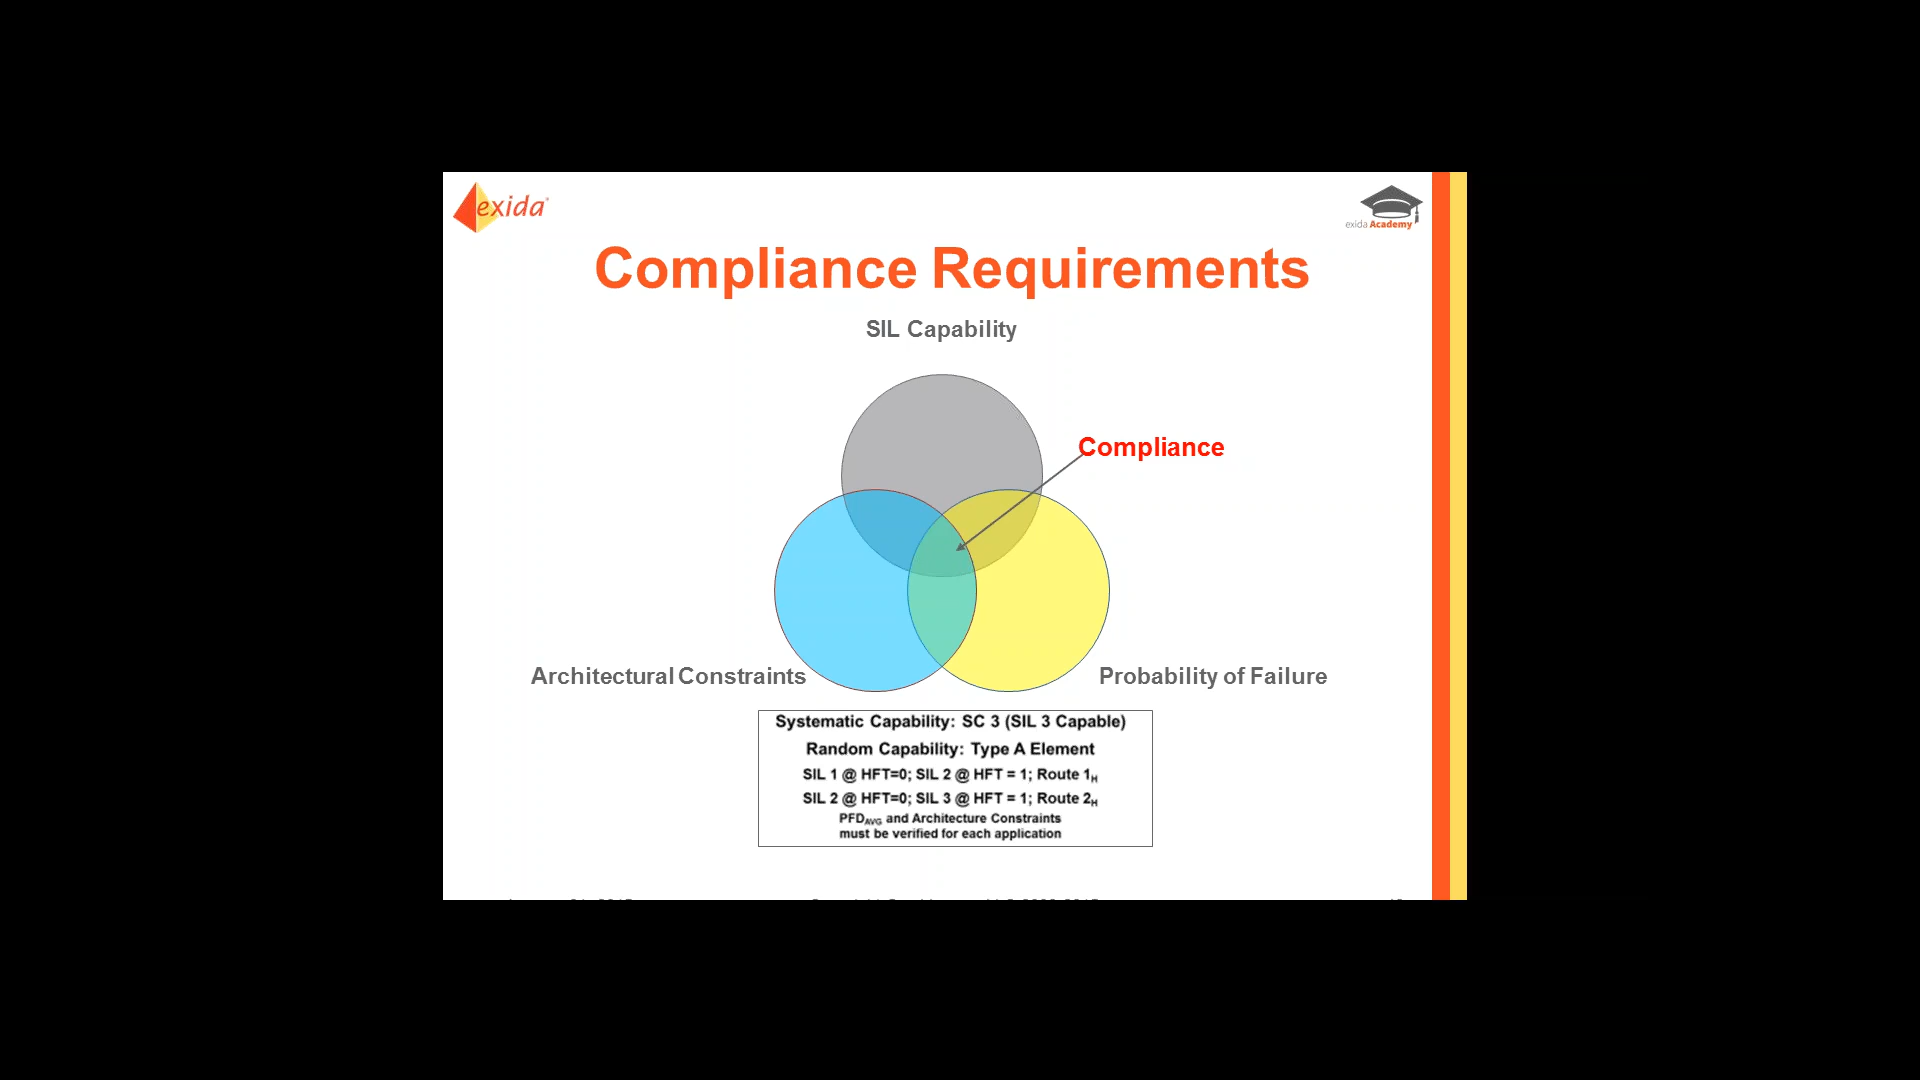 exida
exida Academy
Compliance Requirements
SIL Capability
Compliance
Architectural Constraints
Probability of Failure
Systematic Capability: SC 3 (SIL 3 Capable)
Random Capability: Type A Element
SIL 1 @ HFT=0; SIL 2 @ HFT = 1; Route 1H
SIL 2 @ HFT=0; SIL 3 @ HFT = 1; Route 2H
PFDAVG and Architecture Constraints
must be verified for each application